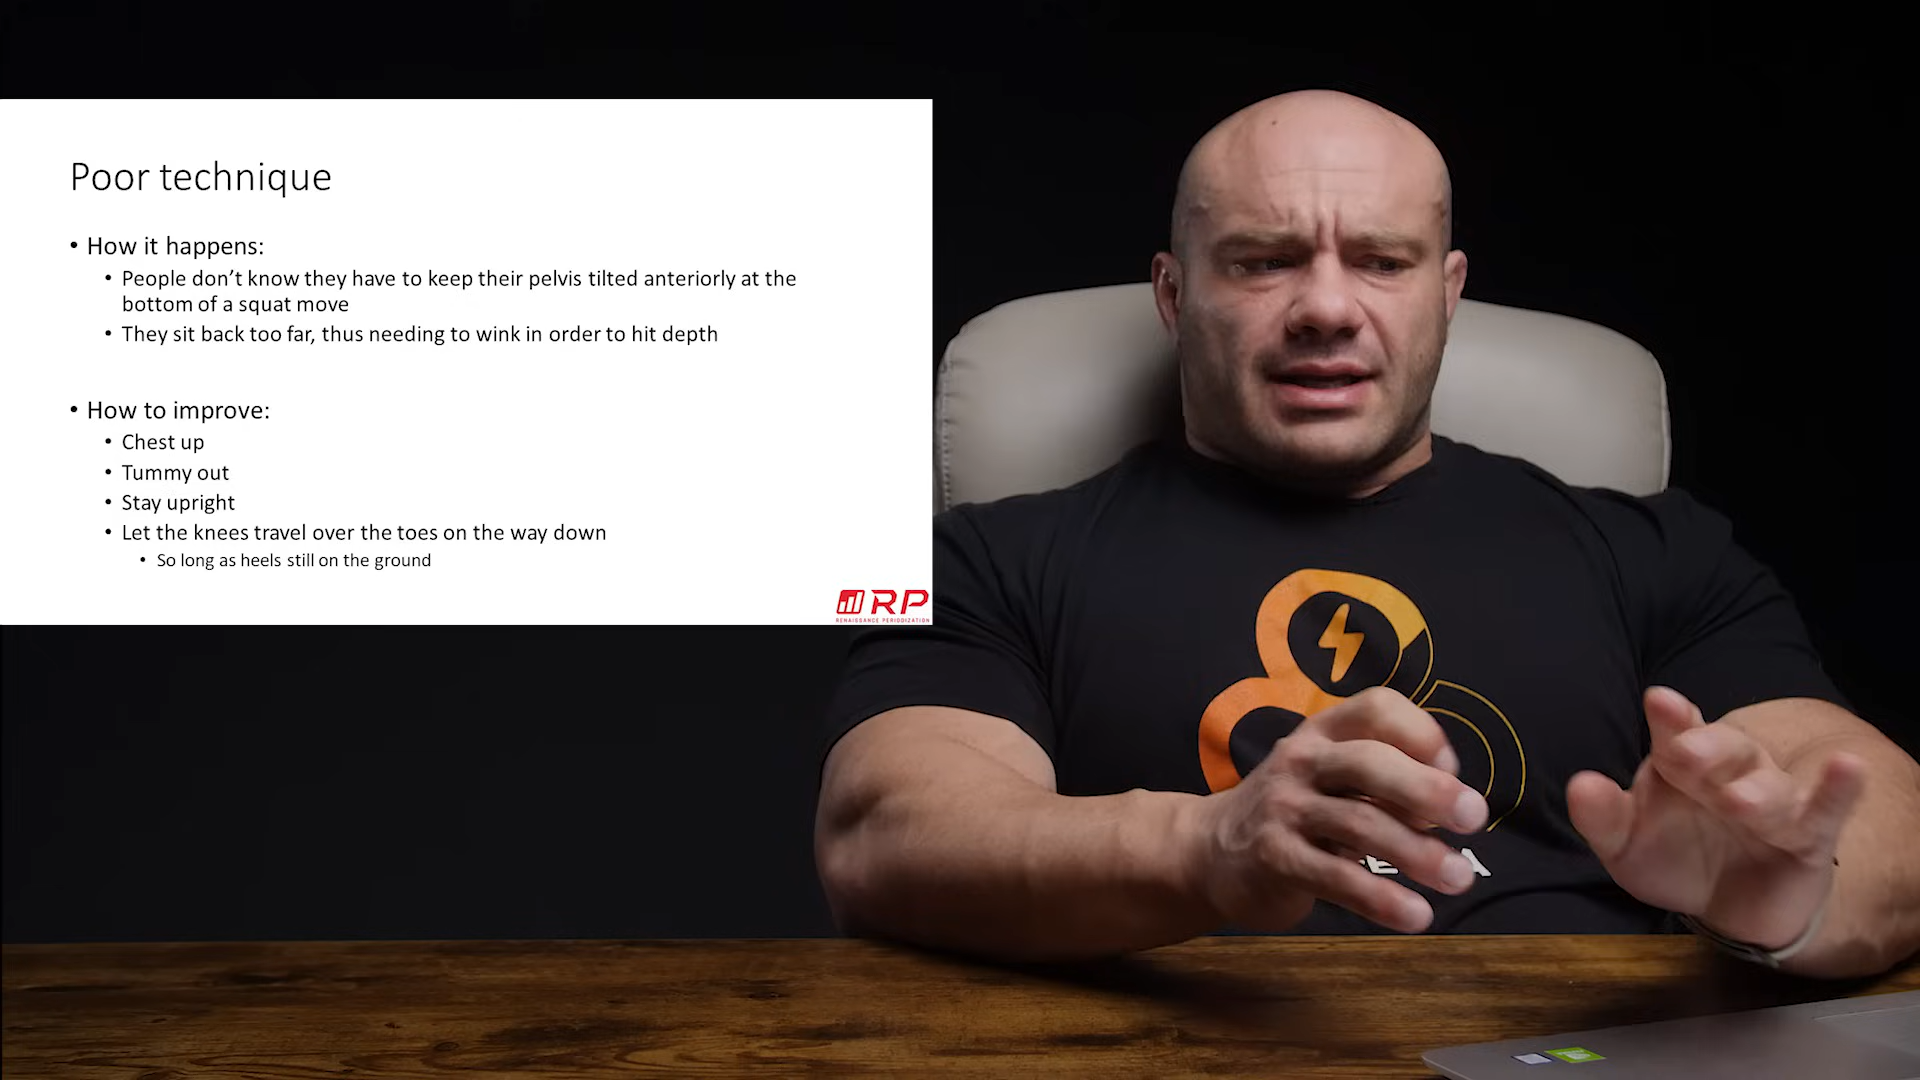 Poor technique
• How it happens:
• People don’t know they have to keep their pelvis tilted anteriorly at the
bottom of a squat move
• They sit back too far, thus needing to wink in order to hit depth
• How to improve:
• Chest up
• Tummy out
• Stay upright
• Let the knees travel over the toes on the way down
• So long as heels still on the ground
RP
RENAISSANCE PERIODIZATION